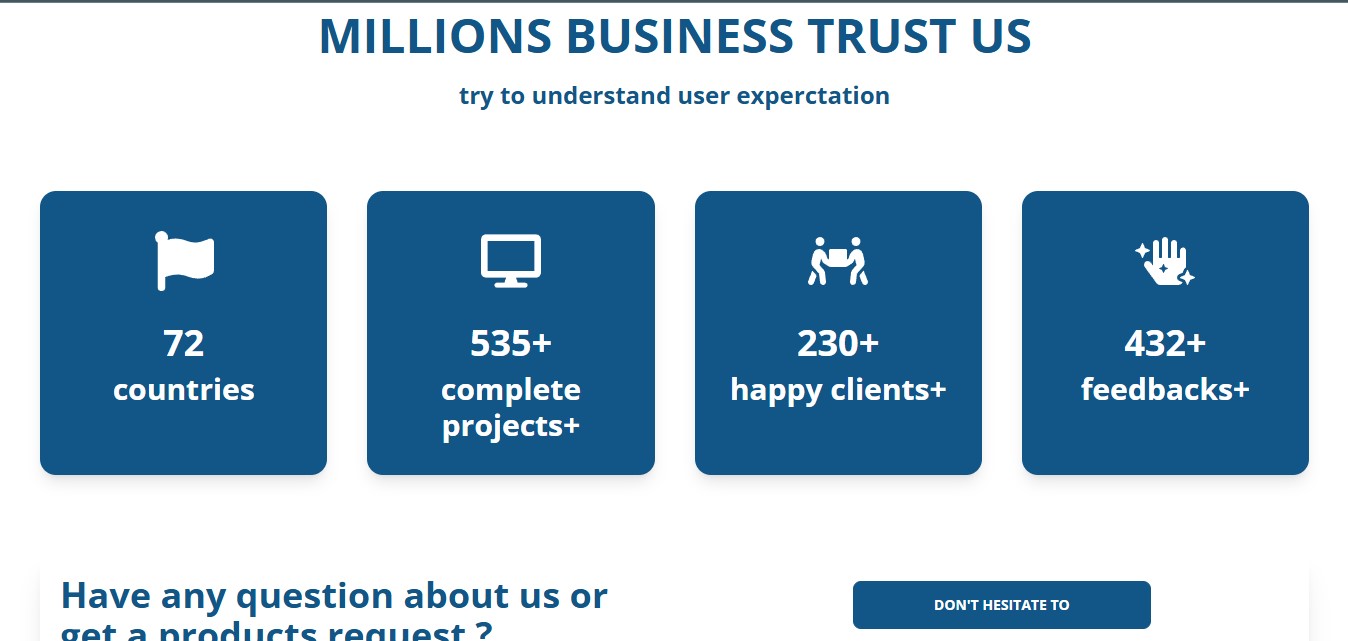 MILLIONS BUSINESS TRUST US
try to understand user experctation
72
countries
535+
complete
projects+
230+
happy clients+
432+
feedbacks+
Have any question about us or
get a products request ?
DON'T HESITATE TO